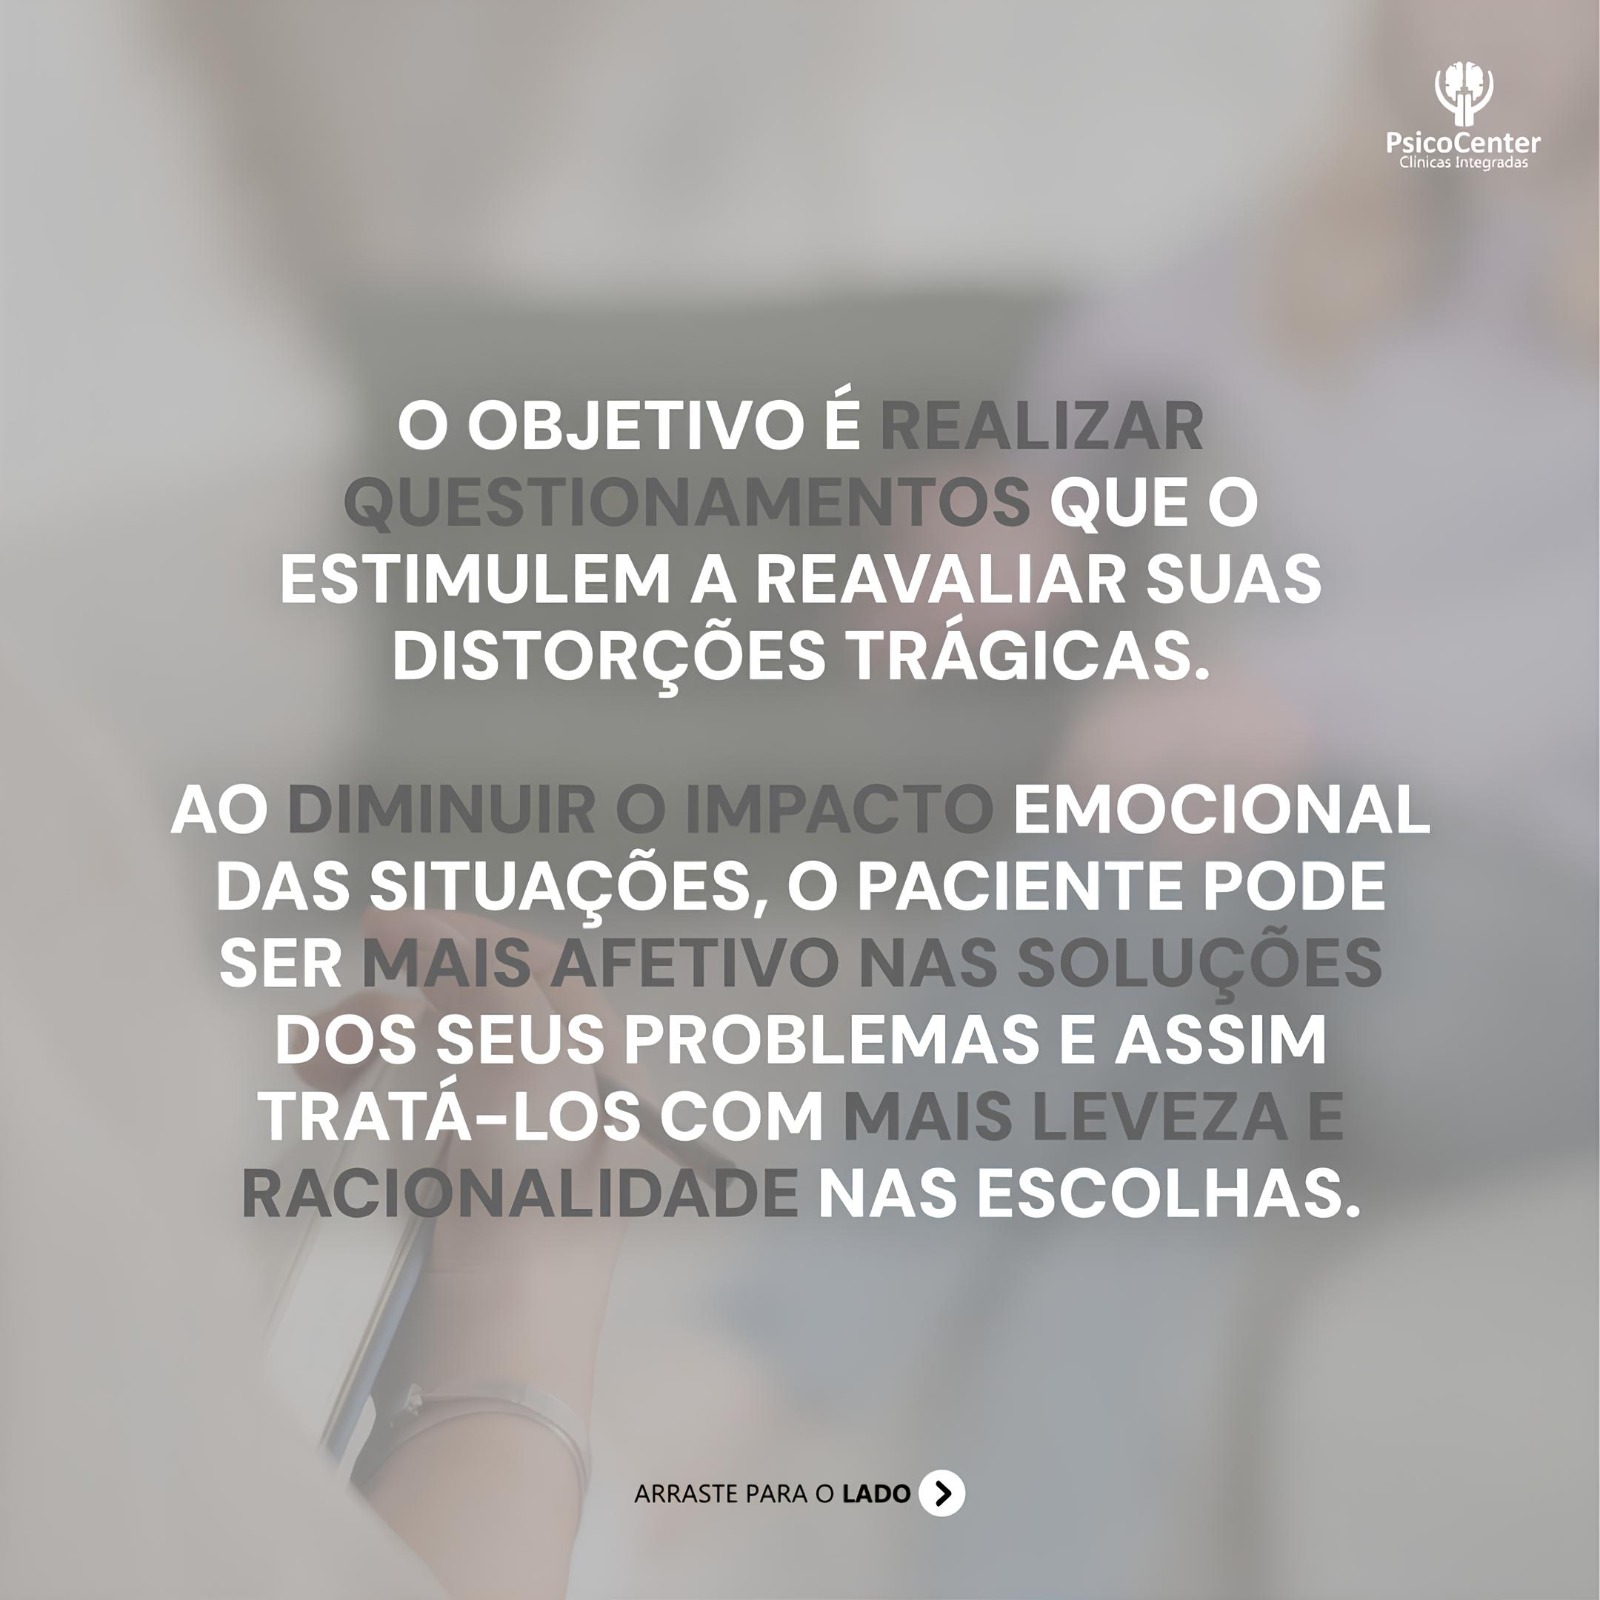 PsicoCenter
Clínicas Integradas
O OBJETIVO É REALIZAR
QUESTIONAMENTOS QUE O
ESTIMULEM A REAVALIAR SUAS
DISTORÇÕES TRÁGICAS.
AO DIMINUIR O IMPACTO EMOCIONAL
DAS SITUAÇÕES, O PACIENTE PODE
SER MAIS AFETIVO NAS SOLUÇÕES
DOS SEUS PROBLEMAS E ASSIM
TRATÁ-LOS COM MAIS LEVEZA E
RACIONALIDADE NAS ESCOLHAS.
ARRASTE PARA O LADO